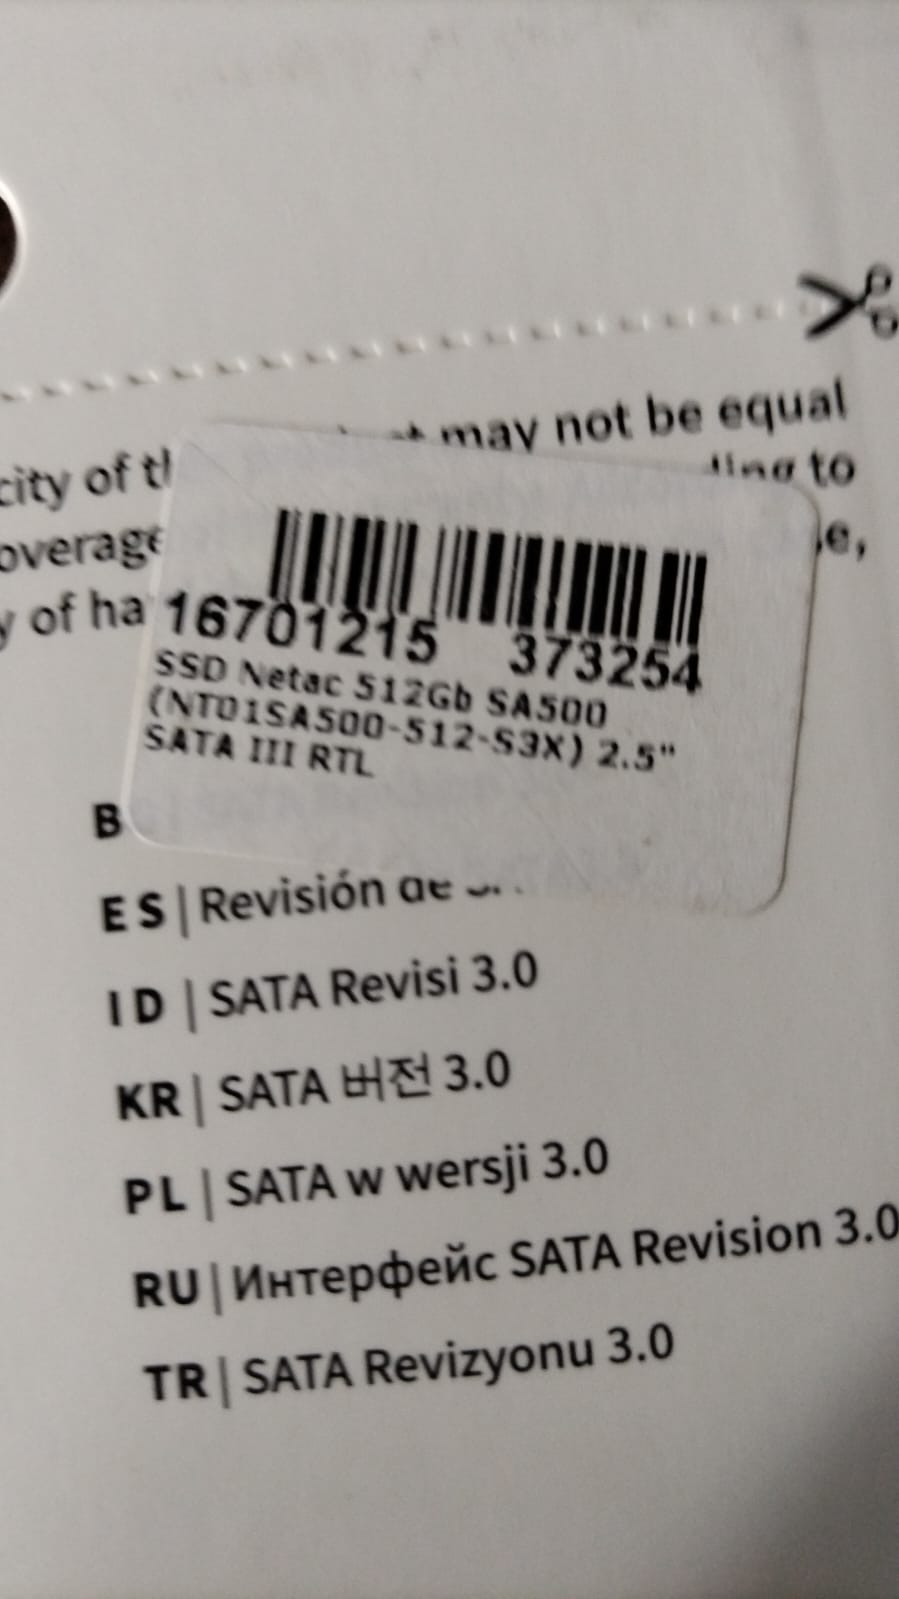 may not be equal
city of
to
overage
y of ha
16701215 373254
SSD Netac 512Gb SA500
(NT01SA500-512-S3X) 2.5"
SATA III RTL
B
ES | Revisión de
ID | SATA Revisi 3.0
KR | SATA 버전 3.0
PL | SATA w wersji 3.0
RU | Интерфейс SATA Revision 3.0
TR | SATA Revizyonu 3.0